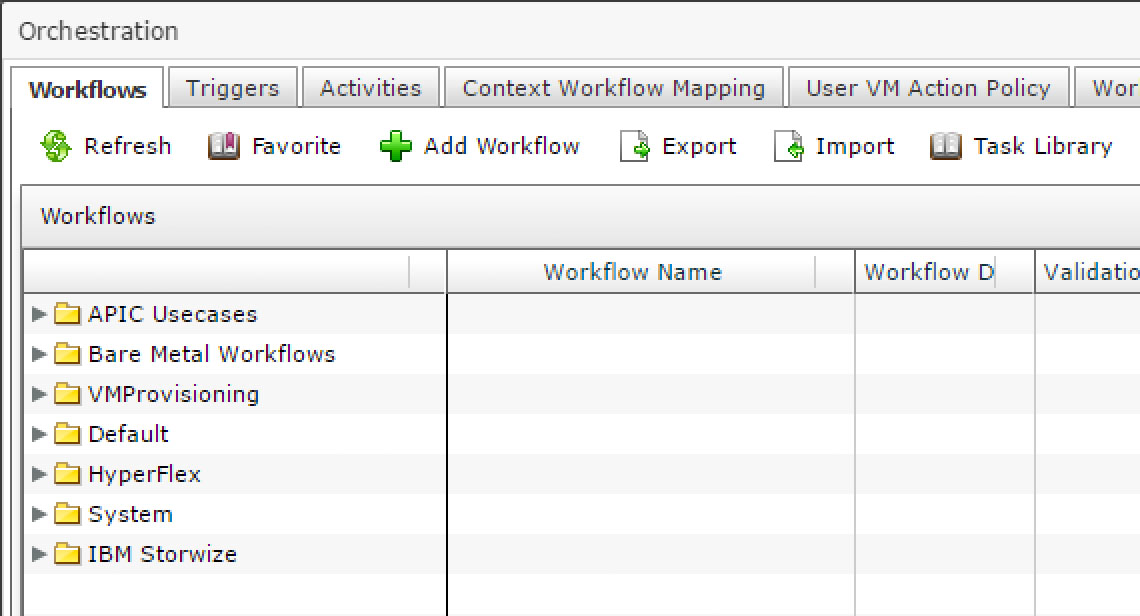 Orchestration
Workflows Triggers Activities Context Workflow Mapping User VM Action Policy Wor
Refresh Favorite Add Workflow Export Import Task Library
Workflows
Workflow Name Workflow D Validatio
APIC Usecases
Bare Metal Workflows
VMProvisioning
Default
HyperFlex
System
IBM Storwize